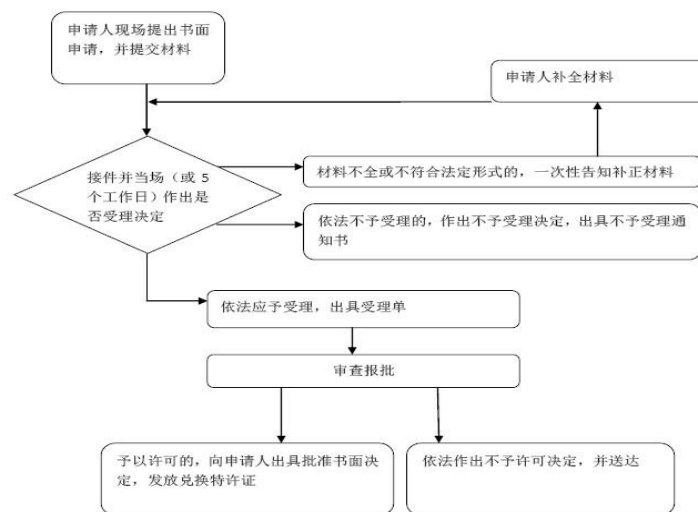 申请人现场提出书面
申请，并提交材料
申请人补全材料
接件并当场（或 5
个工作日）作出是
否受理决定
材料不全或不符合法定形式的，一次性告知补正材料
依法不予受理的，作出不予受理决定，出具不予受理通
知书
依法应予受理，出具受理单
审查报批
予以许可的，向申请人出具批准书面决
定，发放兑换特许证
依法作出不予许可决定，并送达